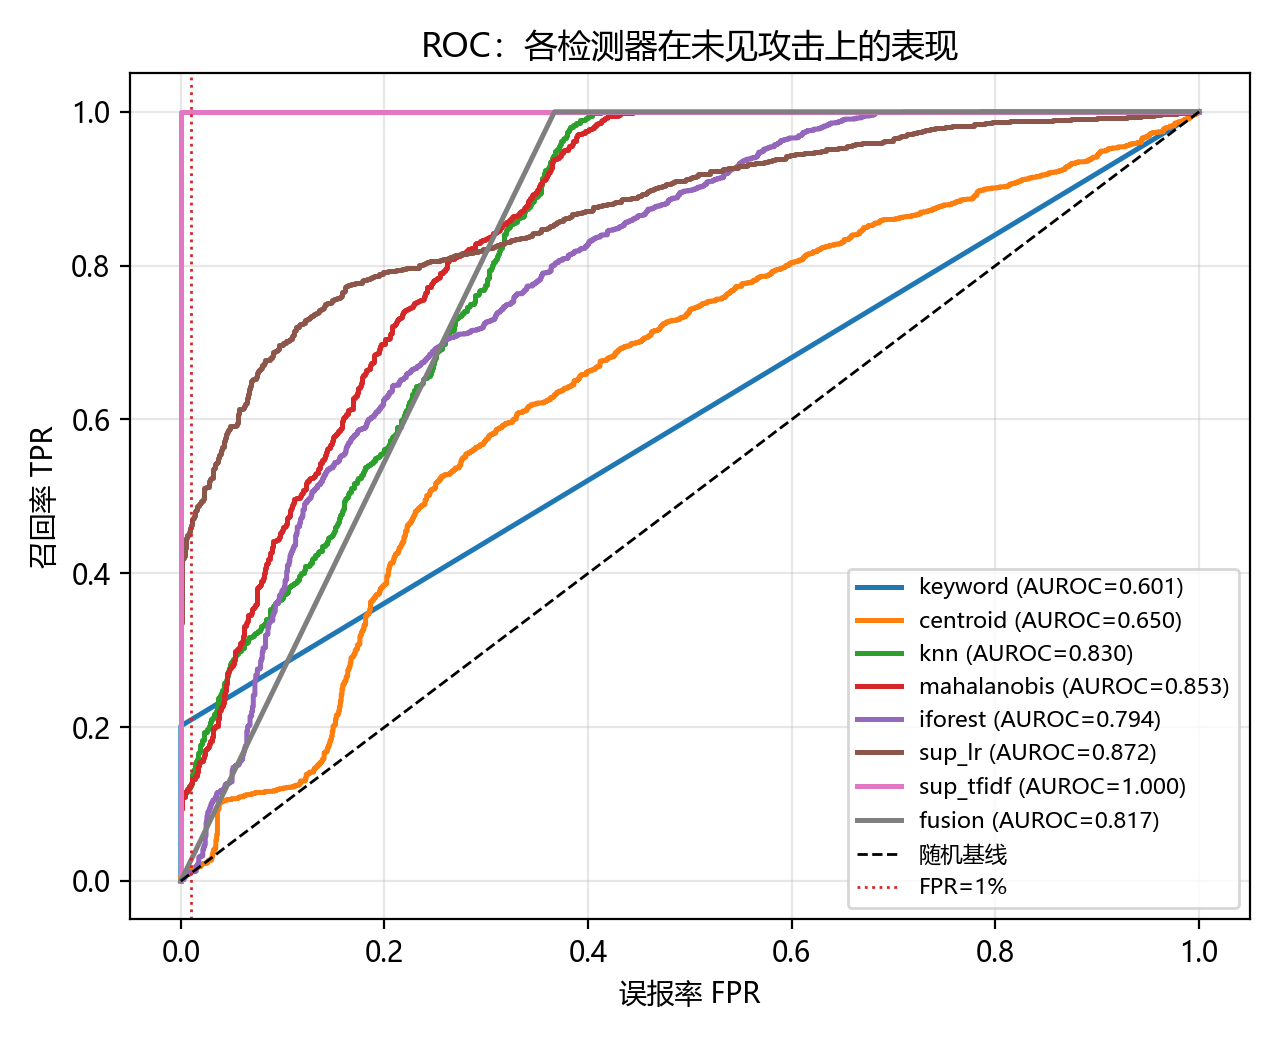 ROC：各检测器在未见攻击上的表现
1.0
0.8
0.6
0.4
0.2
0.0
召回率 TPR
keyword (AUROC=0.601)
centroid (AUROC=0.650)
knn (AUROC=0.830)
mahalanobis (AUROC=0.853)
iforest (AUROC=0.794)
sup_lr (AUROC=0.872)
sup_tfidf (AUROC=1.000)
fusion (AUROC=0.817)
随机基线
FPR=1%
0.0 0.2 0.4 0.6 0.8 1.0
误报率 FPR